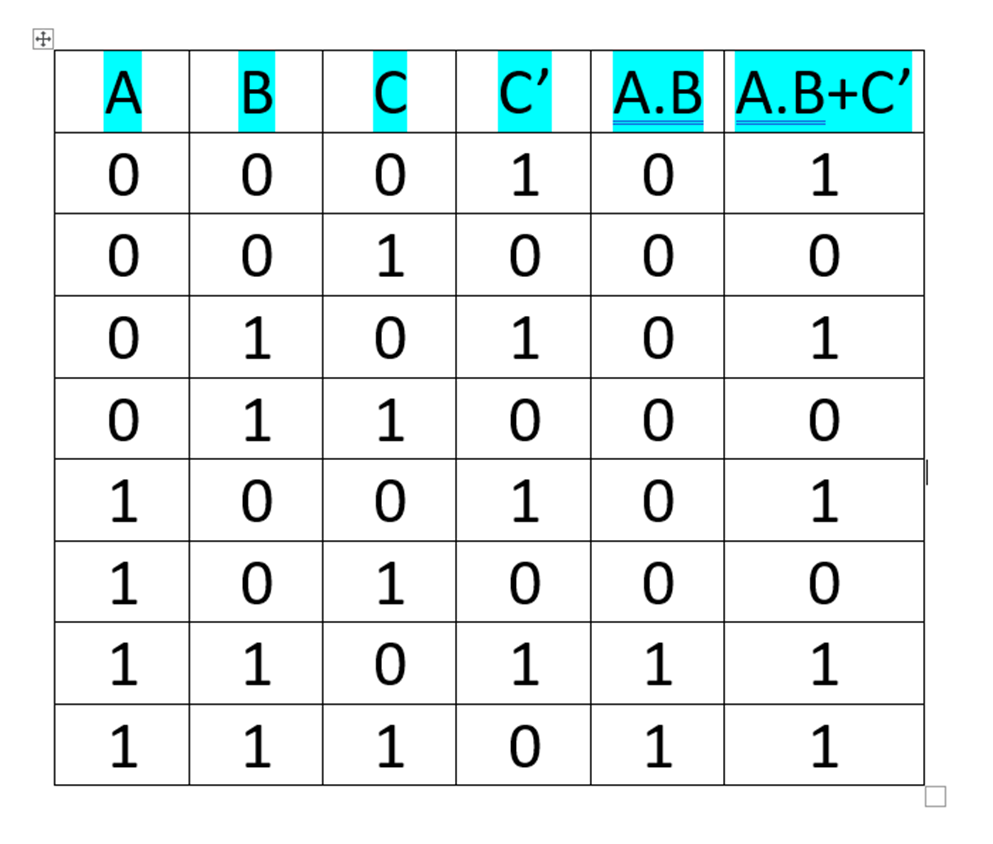 A B C C’ A.B A.B+C’
0 0 0 1 0 1
0 0 1 0 0 0
0 1 0 1 0 1
0 1 1 0 0 0
1 0 0 1 0 1
1 0 1 0 0 0
1 1 0 1 1 1
1 1 1 0 1 1